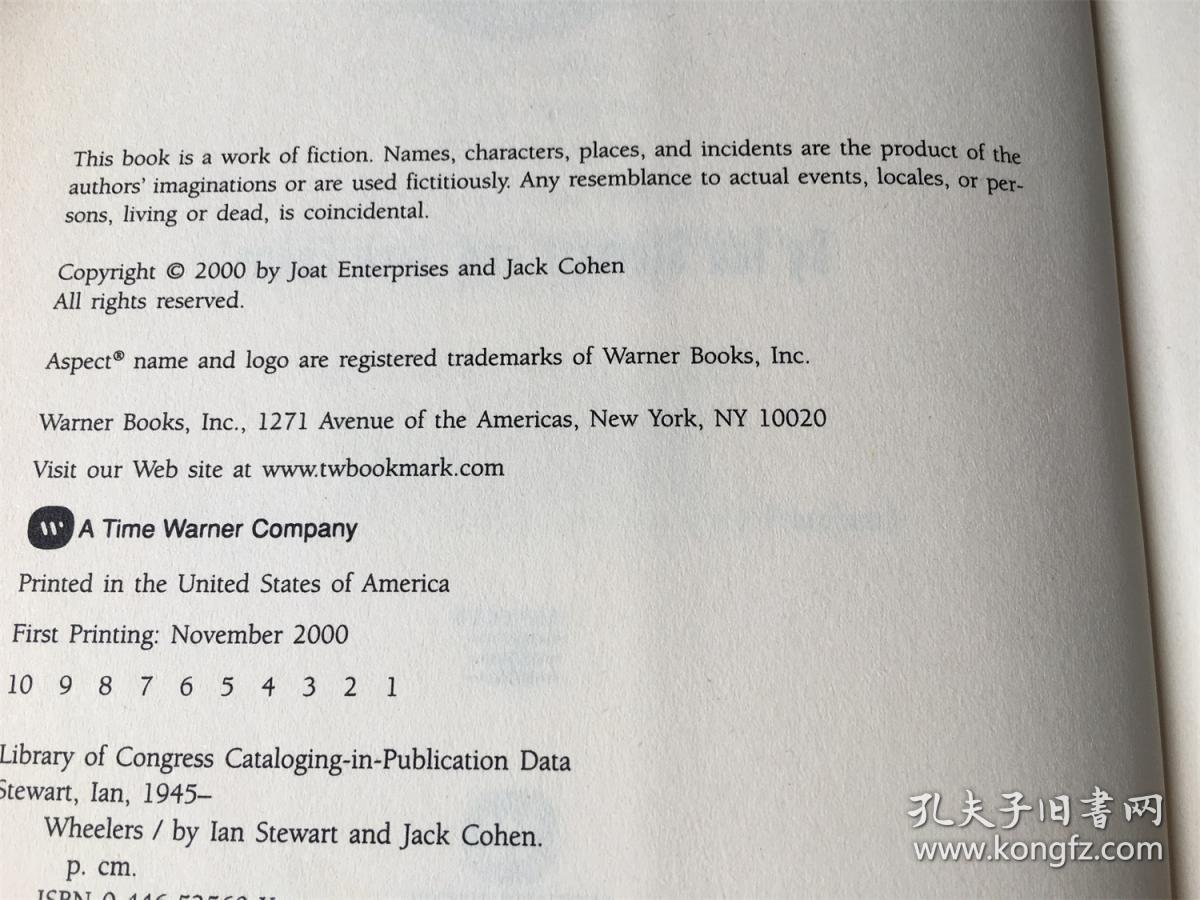 This book is a work of fiction. Names, characters, places, and incidents are the product of the
authors' imaginations or are used fictitiously. Any resemblance to actual events, locales, or per-
sons, living or dead, is coincidental.
Copyright © 2000 by Joat Enterprises and Jack Cohen
All rights reserved.
Aspect® name and logo are registered trademarks of Warner Books, Inc.
Warner Books, Inc., 1271 Avenue of the Americas, New York, NY 10020
Visit our Web site at www.twbookmark.com
A Time Warner Company
Printed in the United States of America
First Printing: November 2000
10 9 8 7 6 5 4 3 2 1
Library of Congress Cataloging-in-Publication Data
Stewart, Ian, 1945–
Wheelers / by Ian Stewart and Jack Cohen.
p. cm.
ISBN
孔夫子旧書网
www.kongfz.com